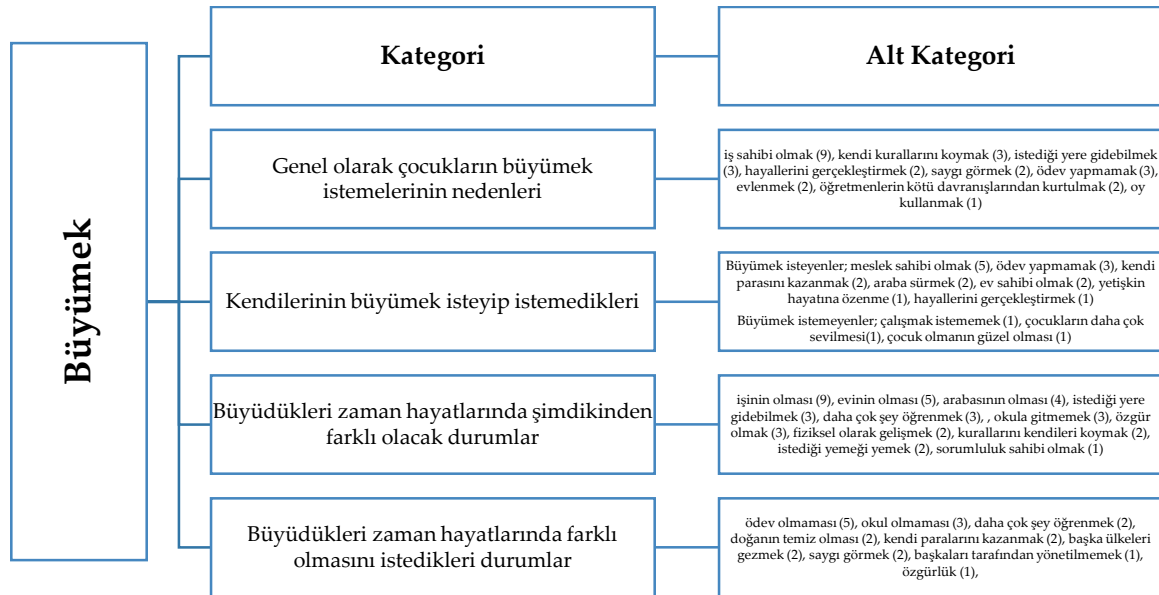 Büyümek
Kategori
Alt Kategori
Genel olarak çocukların büyümek
istemelerinin nedenleri
iş sahibi olmak (9), kendi kurallarını koymak (3), istediği yere gidebilmek
(3), hayallerini gerçekleştirmek (2), saygı görmek (2), ödev yapmamak (3),
evlenmek (2), öğretmenlerin kötü davranışlarından kurtulmak (2), oy
kullanmak (1)
Kendilerinin büyümek isteyip istemedikleri
Büyümek isteyenler; meslek sahibi olmak (5), ödev yapmamak (3), kendi
parasını kazanmak (2), araba sürmek (2), ev sahibi olmak (2), yetişkin
hayatına özenme (1), hayallerini gerçekleştirmek (1)
Büyümek istemeyenler; çalışmak istememek (1), çocukların daha çok
sevilmesi(1), çocuk olmanın güzel olması (1)
Büyüdükleri zaman hayatlarında şimdikinden
farklı olacak durumlar
işinin olması (9), evinin olması (5), arabasının olması (4), istediği yere
gidebilmek (3), daha çok şey öğrenmek (3), , okula gitmemek (3), özgür
olmak (3), fiziksel olarak gelişmek (2), kurallarını kendileri koymak (2),
istediği yemeği yemek (2), sorumluluk sahibi olmak (1)
Büyüdükleri zaman hayatlarında farklı
olmasını istedikleri durumlar
ödev olmaması (5), okul olmaması (3), daha çok şey öğrenmek (2),
doğanın temiz olması (2), kendi paralarını kazanmak (2), başka ülkeleri
gezmek (2), saygı görmek (2), başkaları tarafından yönetilmemek (1),
özgürlük (1),